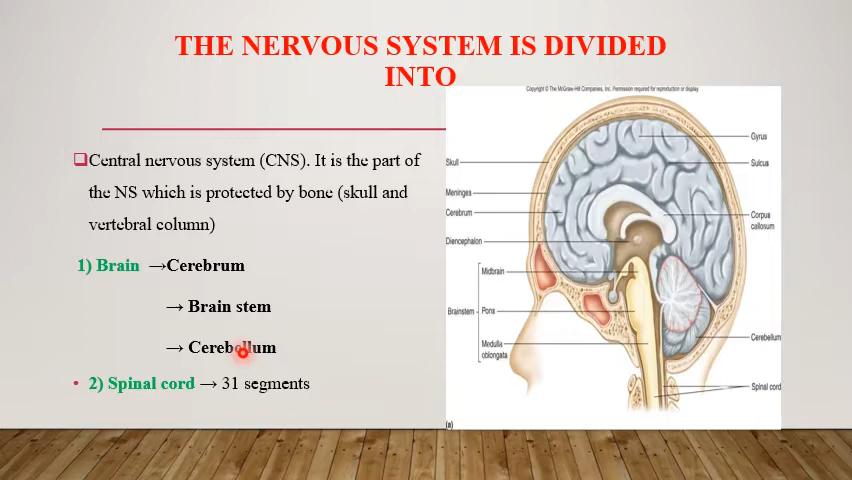 THE NERVOUS SYSTEM IS DIVIDED
INTO
Copyright © The McGraw-Hill Companies, Inc. Permission required for reproduction or display
❑Central nervous system (CNS). It is the part of
the NS which is protected by bone (skull and
vertebral column)
1) Brain →Cerebrum
→ Brain stem
→ Cerebellum
• 2) Spinal cord → 31 segments
Skull
Meninges
Cerebrum
Diencephalon
Midbrain
Brainstem
Pons
Medulla
oblongata
Gyrus
Sulcus
Corpus
callosum
Cerebellum
Spinal cord
(a)